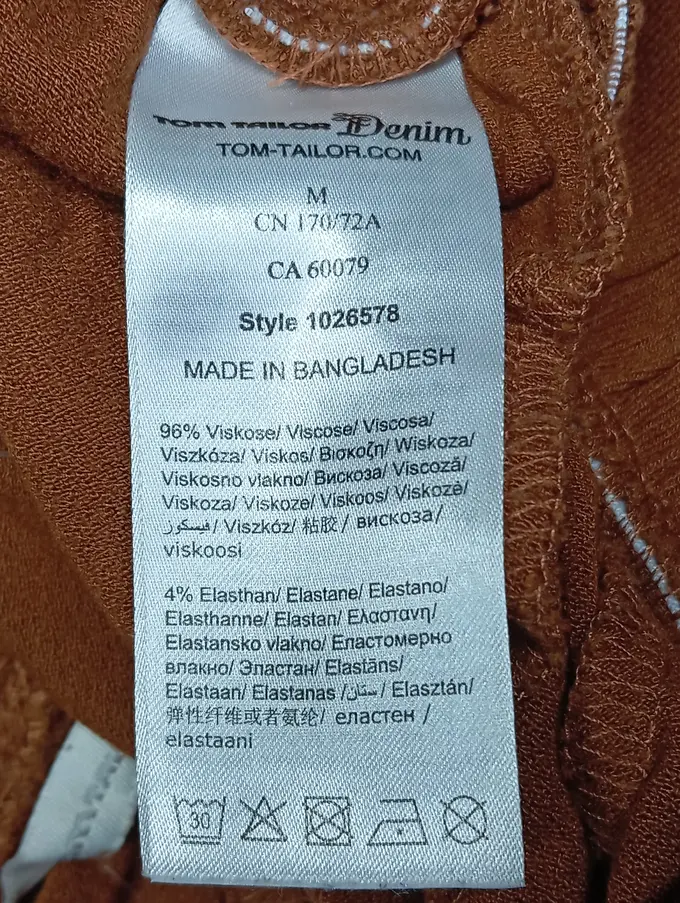 TOM TAILOR Denim
TOM-TAILOR.COM
M
CN 170/72A
CA 60079
Style 1026578
MADE IN BANGLADESH
96% Viskose/ Viscose/ Viscosa/
Viszkóza/ Viskos/ Βισκοζη/ Wiskoza/
Viskosno vlakno/ Вискоза/ Viscoză/
Viskoza/ Viskoze/ Viskoos/ Viskozė/
فيسكوز/ Viszkóz/ 粘胶/ вискоза/
viskoosi
4% Elasthan/ Elastane/ Elastano/
Elasthanne/ Elastan/ Ελαστανη/
Elastansko vlakno/ Еластомерно
влакно/ Эластан/ Elastāns/
Elastaan/ Elastanas /ستان/ Elasztán/
弹性纤维或者氨纶/ еластен /
elastaani
30